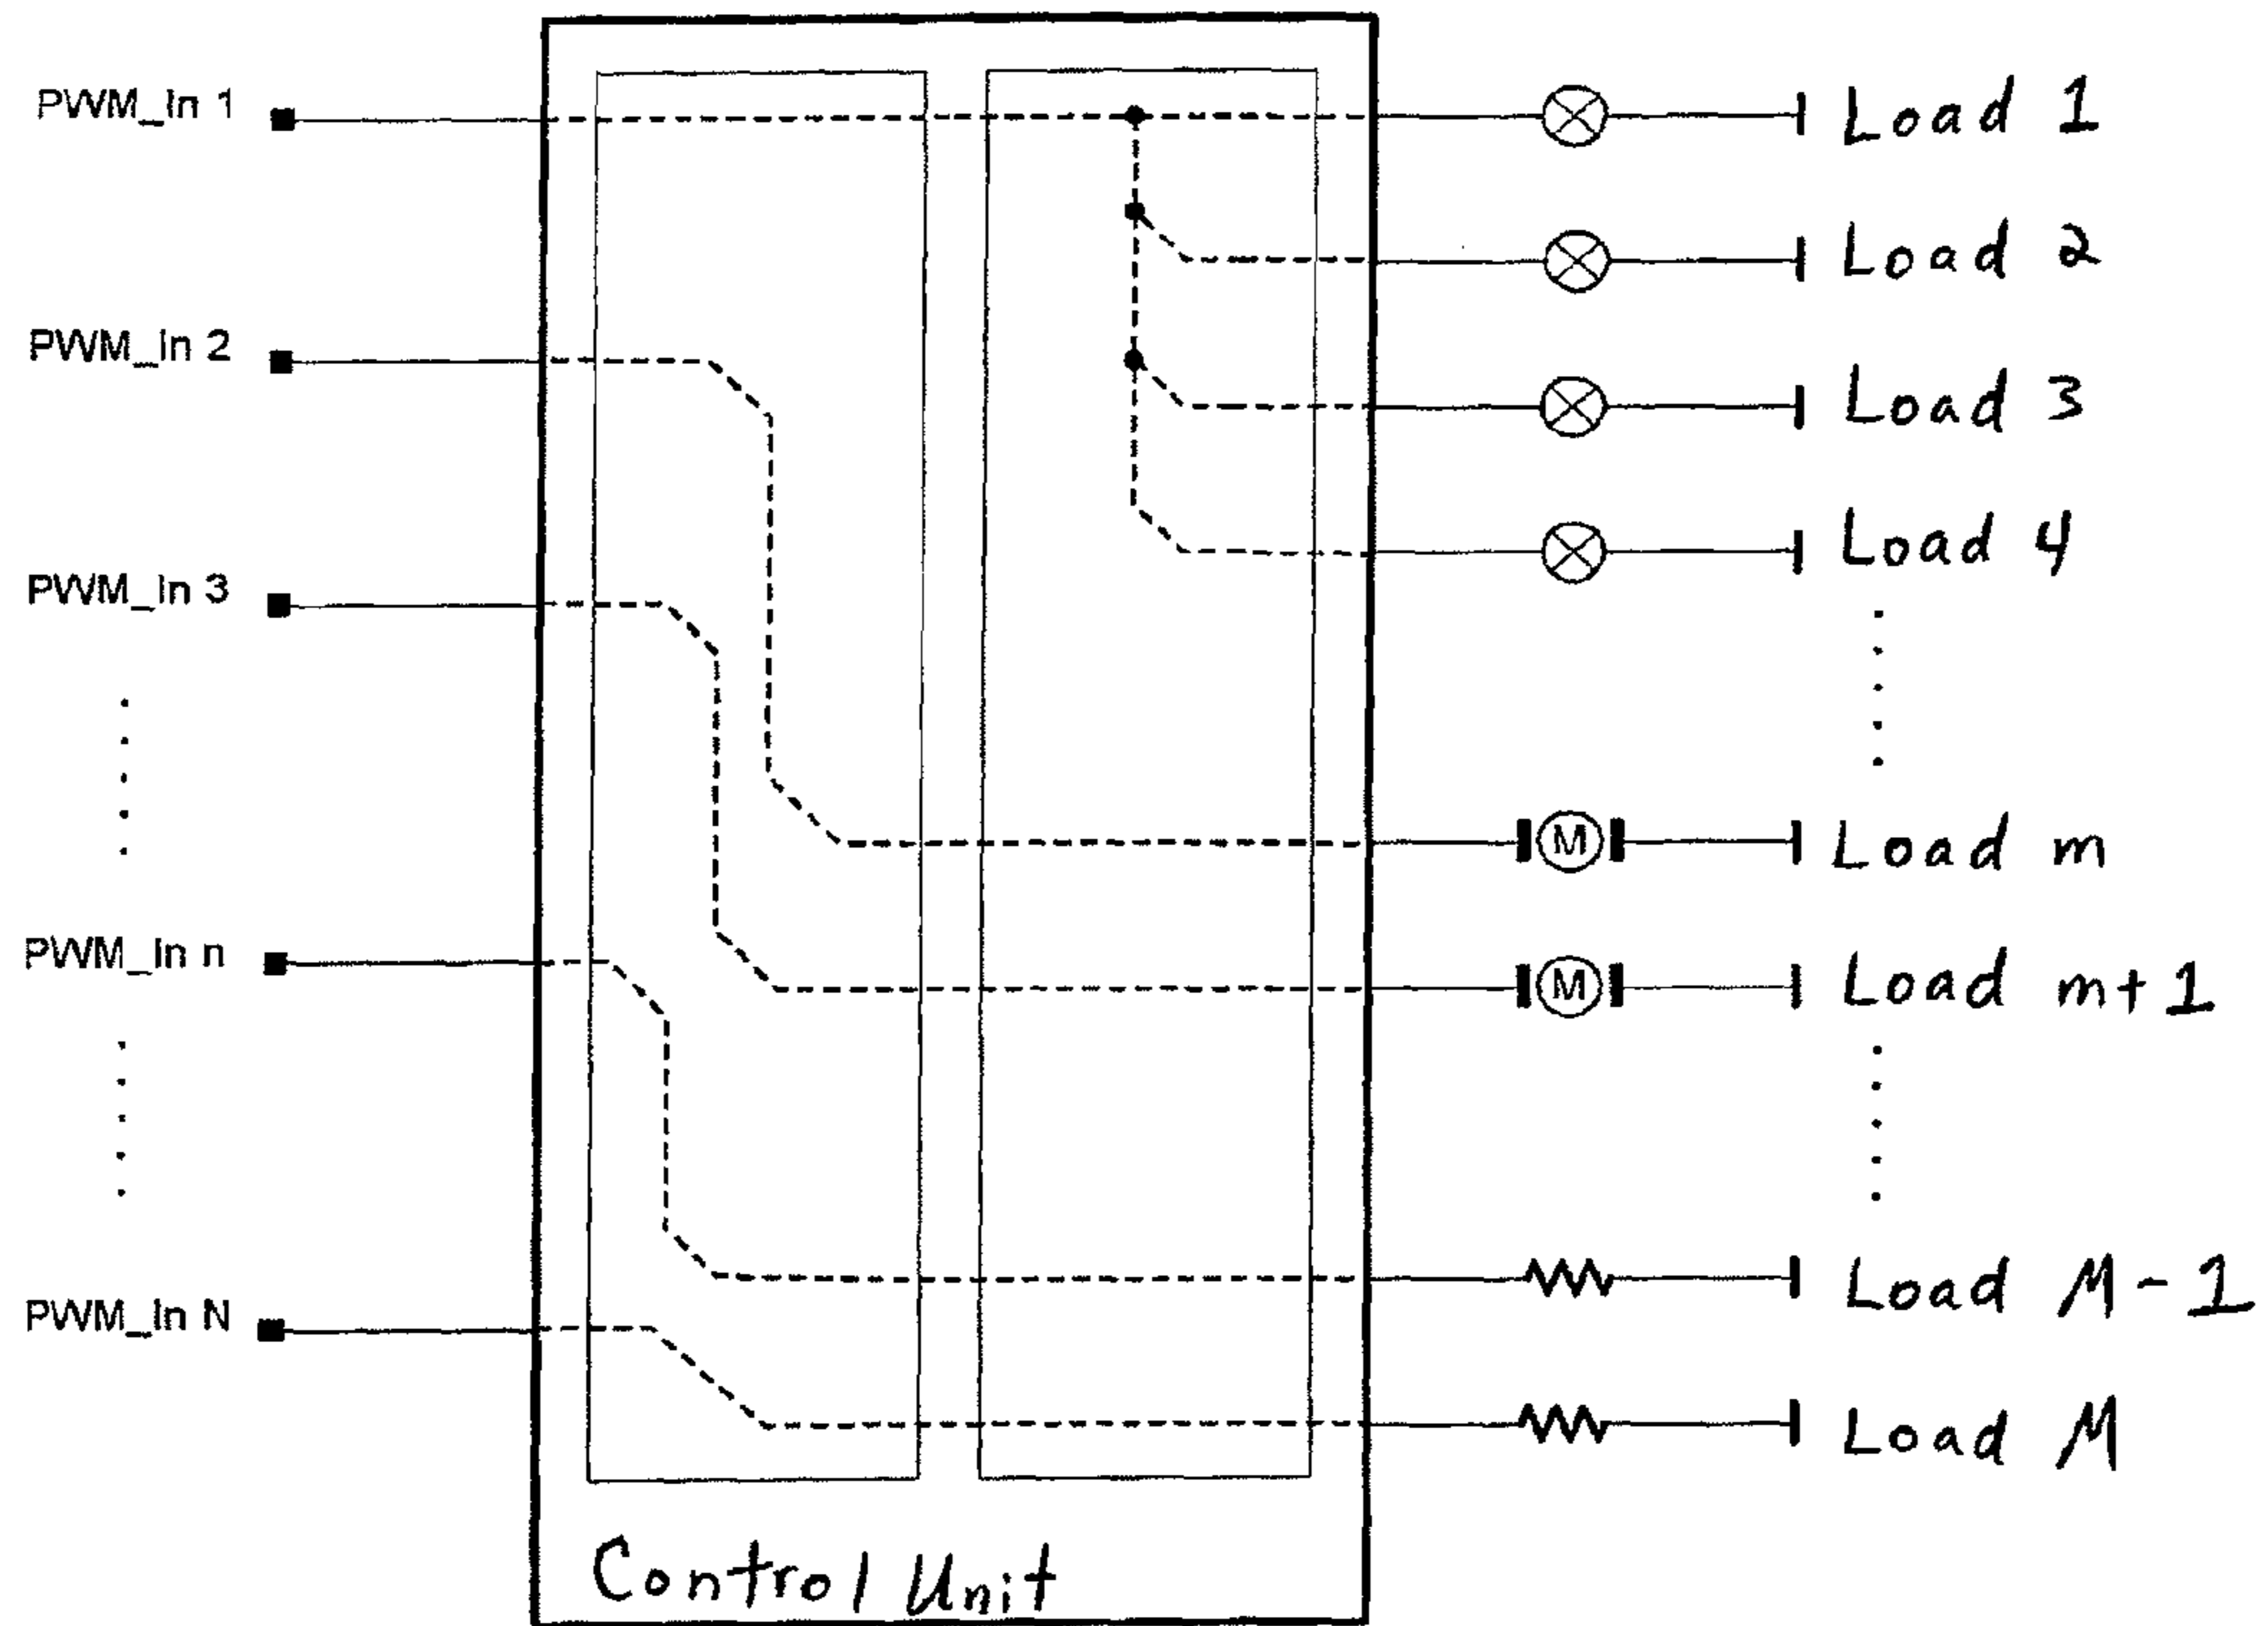 PWM_In 1
PWM_In 2
PWM_In 3
PWM_In n
PWM_In N
Load 1
Load 2
Load 3
Load 4
M
Load m
M
Load m+1
Load M-1
Load M
Control Unit